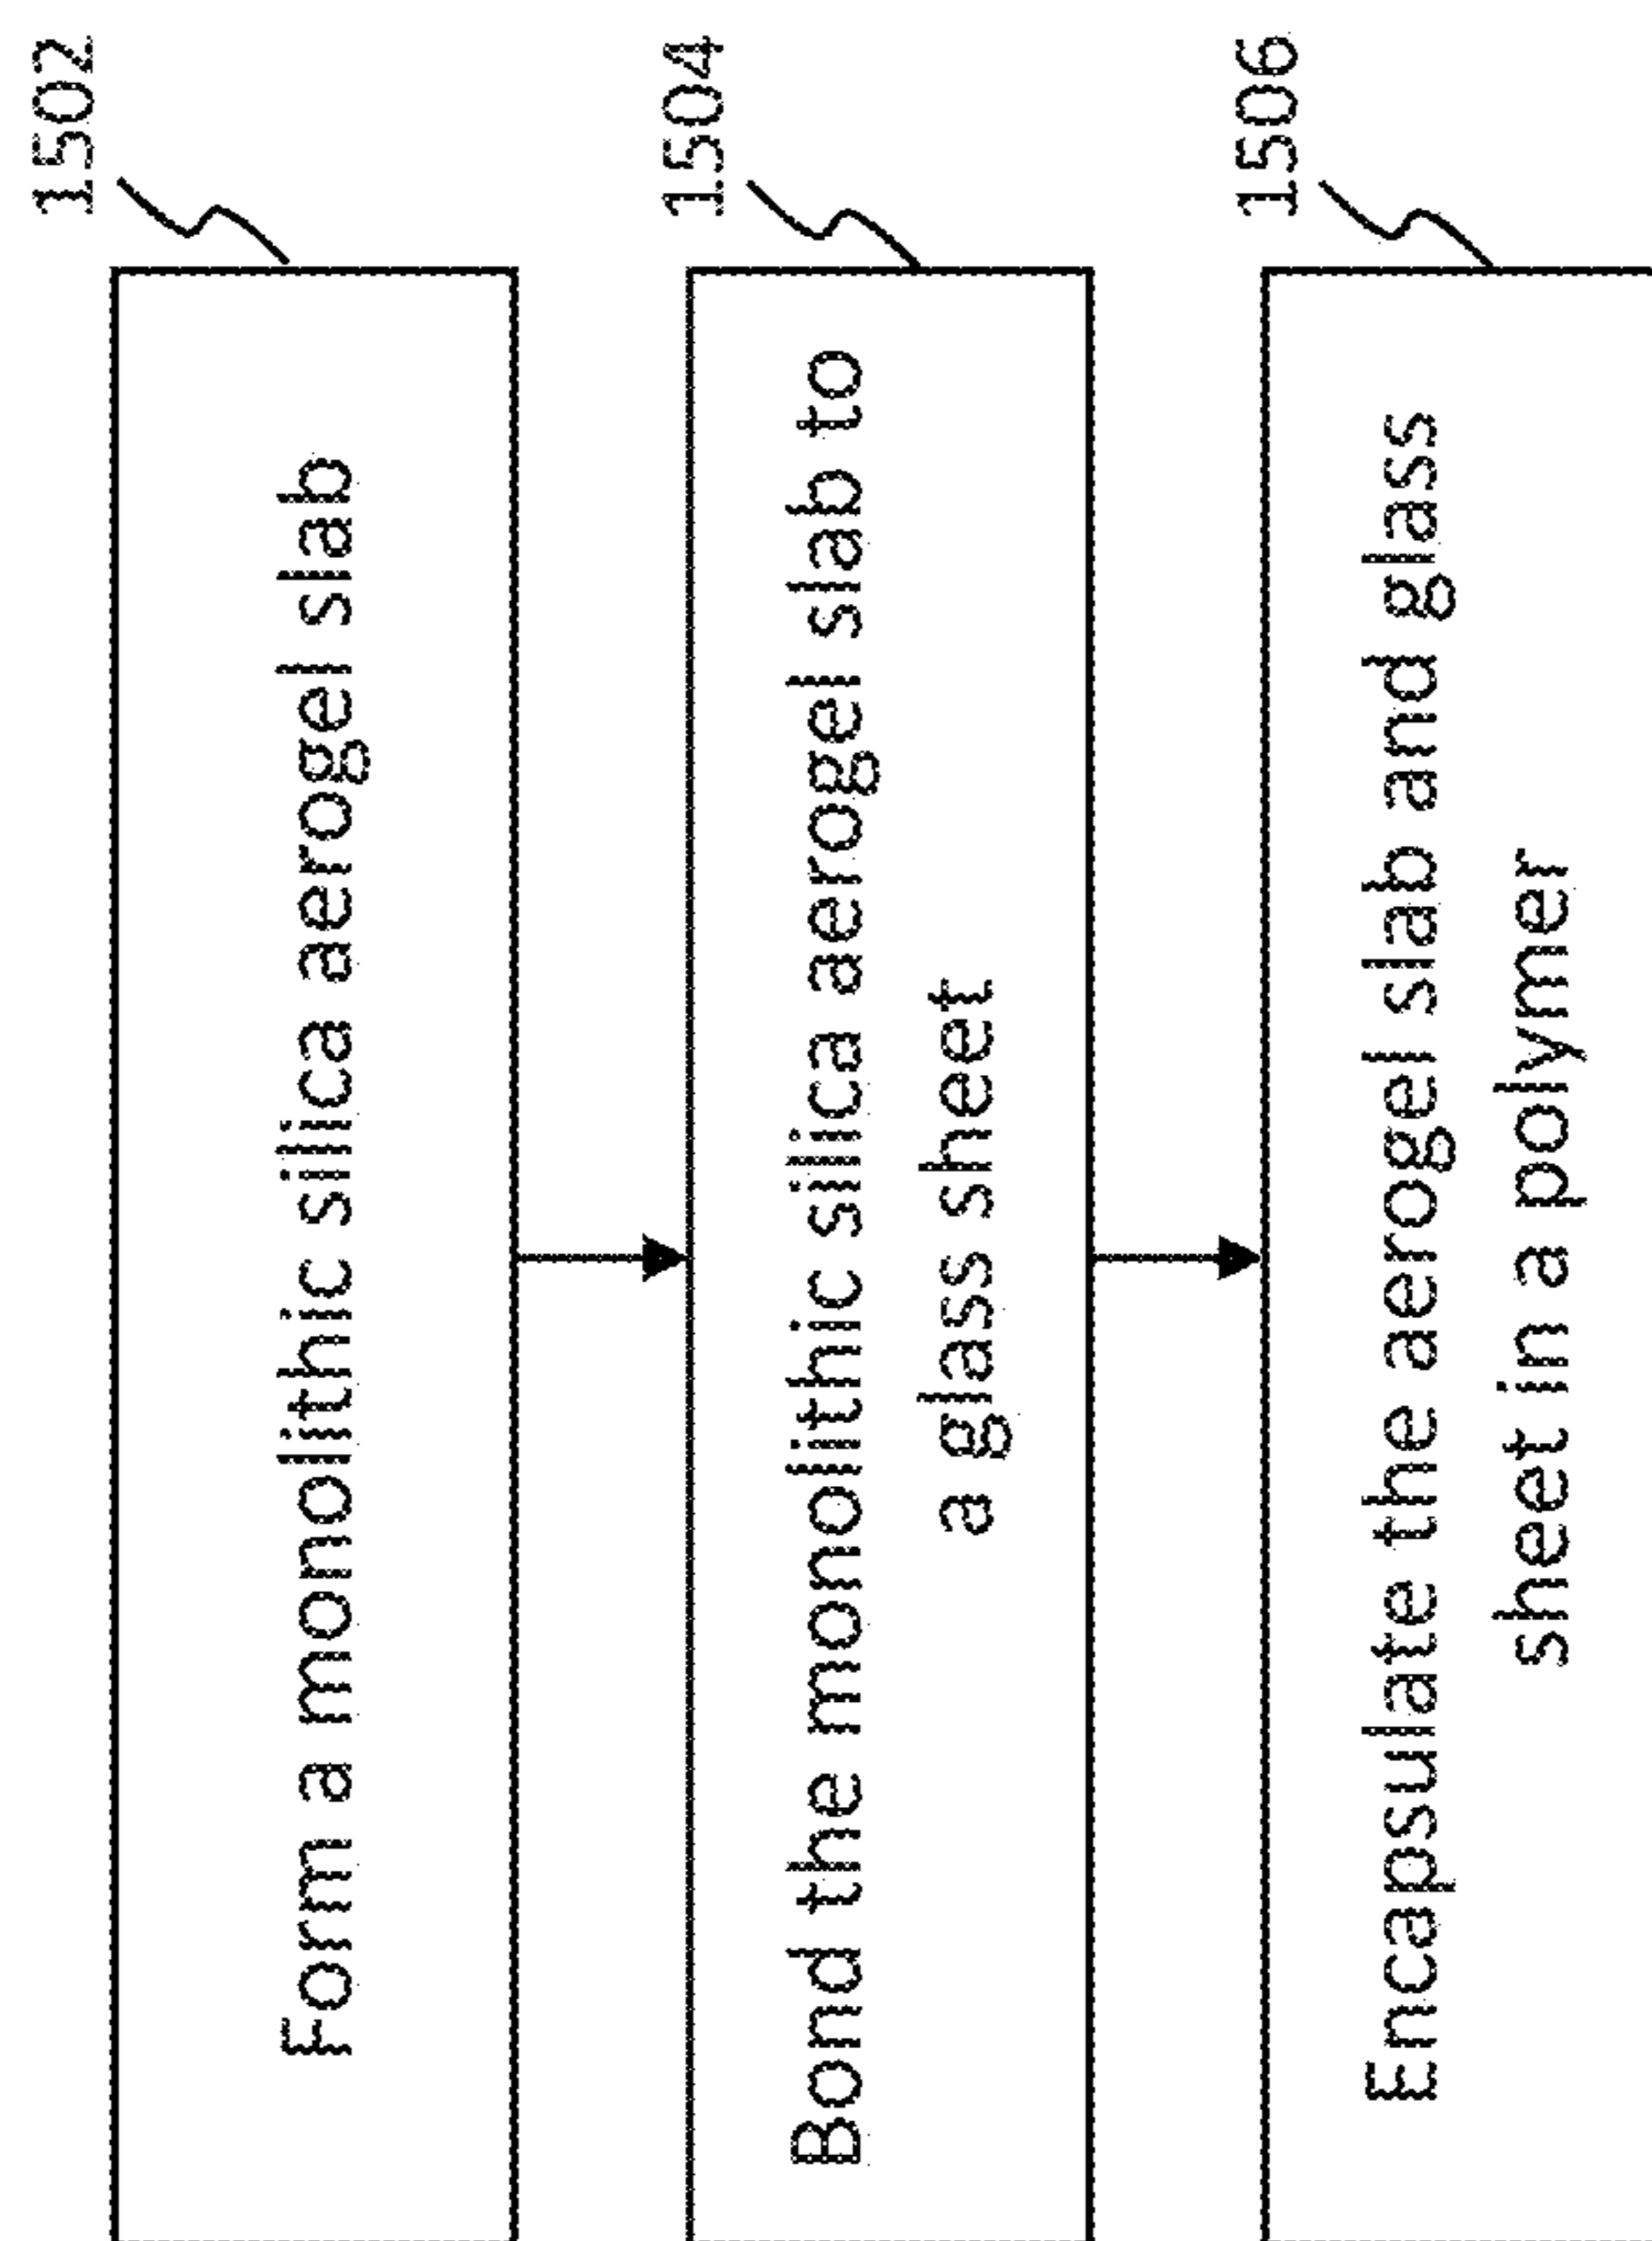 1502
Form a monolithic silica aerogel slab
1504
Bond the monolithic silica aerogel slab to
a glass sheet
1506
Encapsulate the aerogel slab and glass
sheet in a polymer